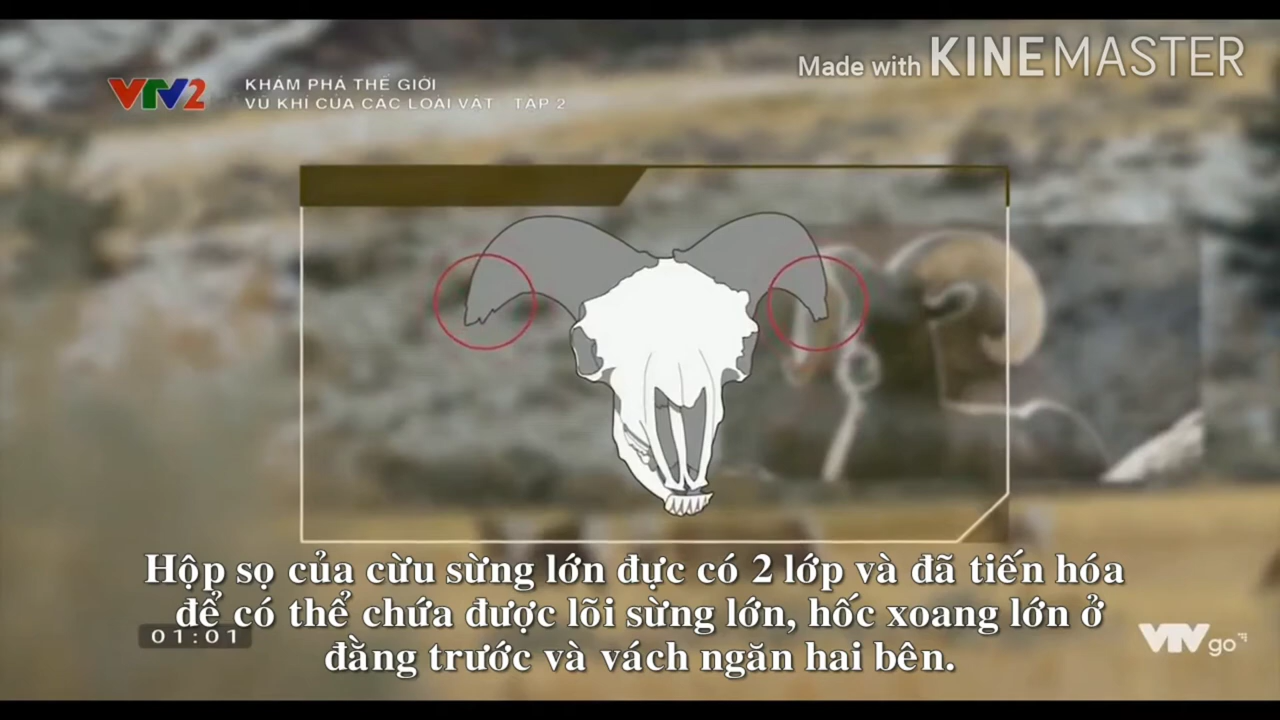 Made with KINEMASTER
VTV2
KHÁM PHÁ THẾ GIỚI
VŨ KHÍ CỦA CÁC LOÀI VẬT - TẬP 2
Hộp sọ của cừu sừng lớn đực có 2 lớp và đã tiến hóa
để có thể chứa được lõi sừng lớn, hốc xoang lớn ở
đằng trước và vách ngăn hai bên.
01:01
VTV go